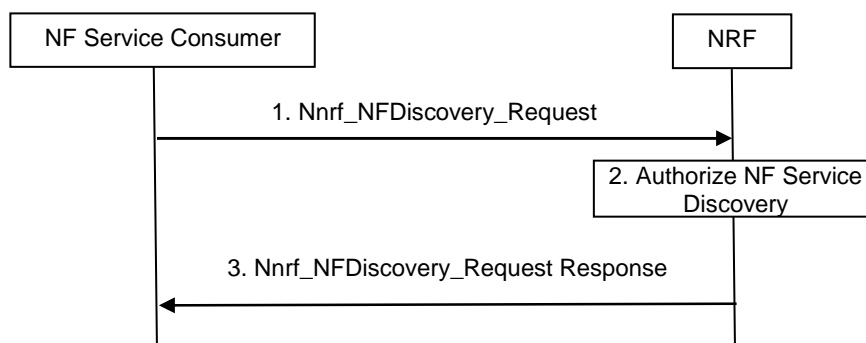 NF Service Consumer
NRF
1. Nnrf_NFDiscovery_Request
2. Authorize NF Service
Discovery
3. Nnrf_NFDiscovery_Request Response